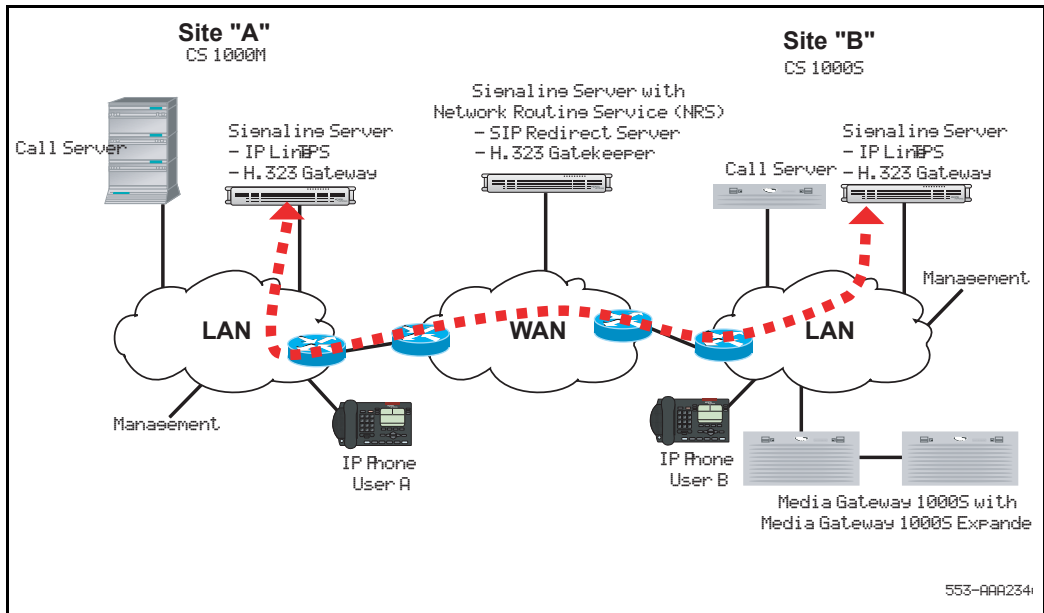 Site "A"
CS 1000M
Site "B"
CS 1000S
Signaling Server with
Network Routing Service (NRS)
– SIP Redirect Server
– H.323 Gatekeeper
Call Server
Signaling Server
– IP Line TPS
– H.323 Gateway
Call Server
Signaling Server
– IP Line TPS
– H.323 Gateway
Management
LAN
WAN
LAN
Management
IP Phone
User A
IP Phone
User B
Media Gateway 1000S with
Media Gateway 1000S Expande
553-AAA234